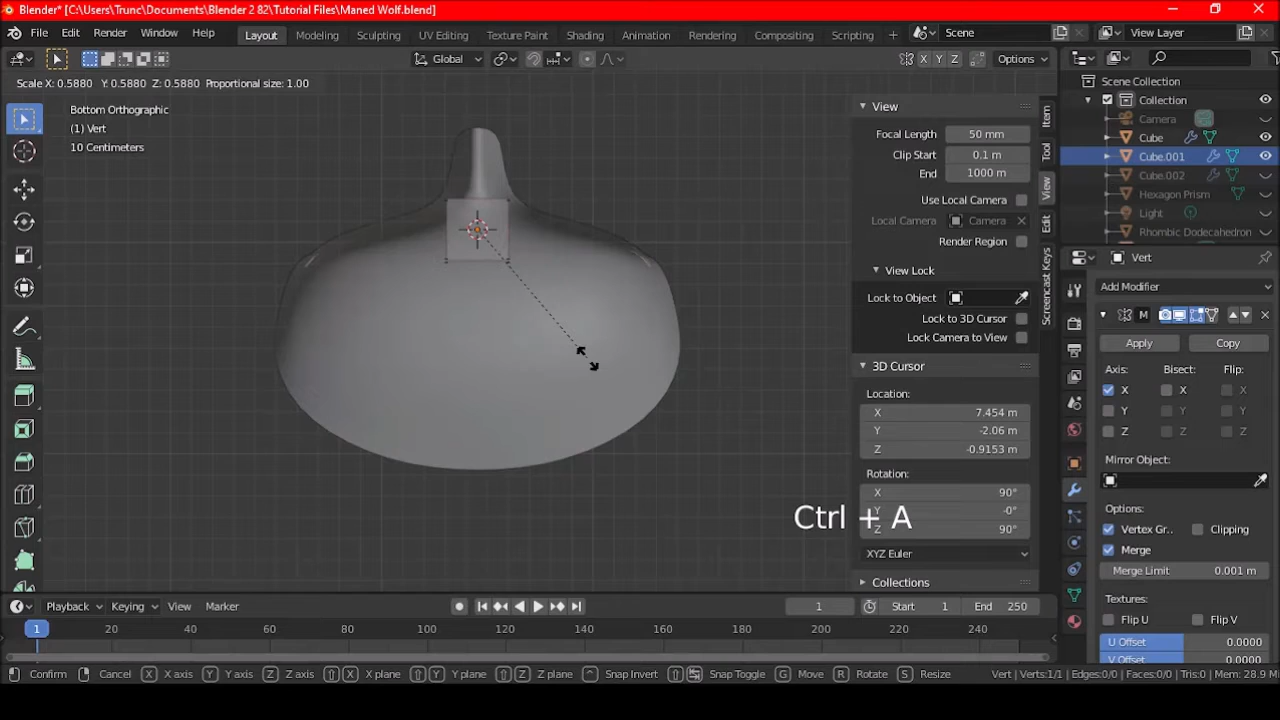 Blender* [C:\Users\Trunc\Documents\Blender 2 82\Tutorial Files\Maned Wolf.blend]
File Edit Render Window Help Layout Modeling Sculpting UV Editing Texture Paint Shading Animation Rendering Compositing Scripting Scene View Layer
Global X Y Z Options
Scale X: 0.5880 Y: 0.5880 Z: 0.5880 Proportional size: 1.00
Bottom Orthographic
(1) Vert
10 Centimeters
View
Focal Length 50 mm
Clip Start 0.1 m
End 1000 m
Use Local Camera
Local Camera Camera
Render Region
View Lock
Lock to Object
Lock to 3D Cursor
Lock Camera to View
3D Cursor
Location:
X 7.454 m
Y -2.06 m
Z -0.9153 m
Rotation:
X 90°
Y -0°
Z 90°
XYZ Euler
Collections
Item
Tool
View
Edit
Screencast Keys
Scene Collection
Collection
Camera
Cube
Cube.001
Cube.002
Hexagon Prism
Light
Rhombic Dodecahedron
Vert
Add Modifier
M
Apply Copy
Axis: Bisect: Flip:
X X X
Y Y Y
Z Z Z
Mirror Object:
Options:
Vertex Gr.. Clipping
Merge
Merge Limit 0.001 m
Textures:
Flip U Flip V
U Offset 0.0000
V Offset 0.0000
Ctrl + A
Playback Keying View Marker 1 Start 1 End 250
1 20 40 60 80 100 120 140 160 180 200 220 240
Confirm Cancel X X axis Y Y axis Z Z axis X X plane Y Y plane Z Z plane Snap Invert Snap Toggle G Move R Rotate S Resize Vert | Verts:1/1 | Edges:0/0 | Faces:0/0 | Tris:0 | Mem: 28.9 M